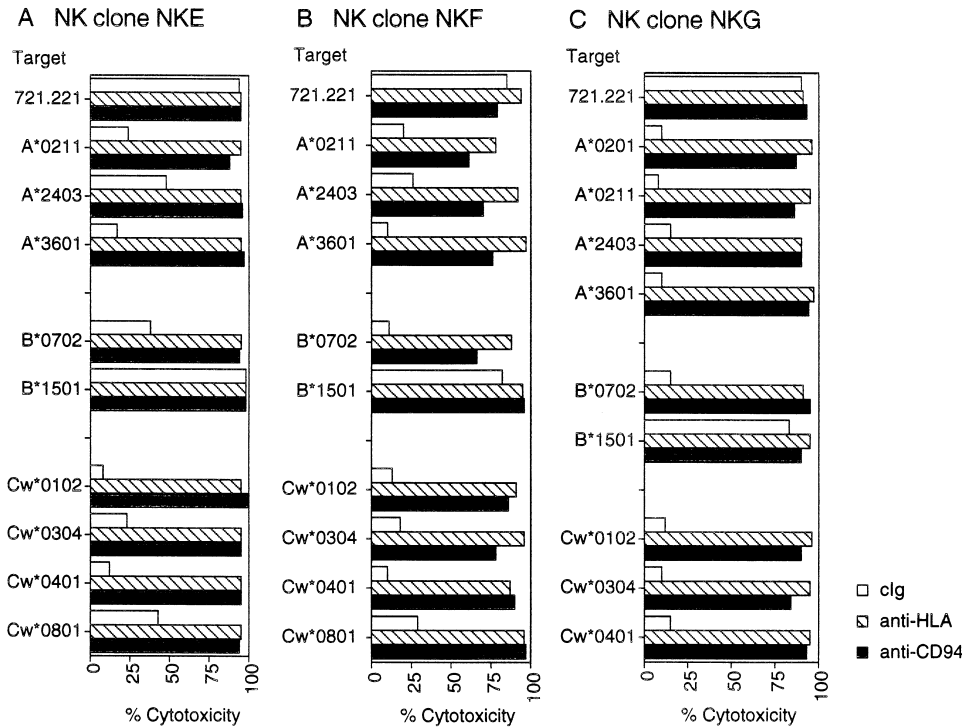 A NK clone NKE
Target
721.221
A*0211
A*2403
A*3601
B*0702
B*1501
Cw*0102
Cw*0304
Cw*0401
Cw*0801
0 25 50 75 100
% Cytotoxicity
B NK clone NKF
Target
721.221
A*0211
A*2403
A*3601
B*0702
B*1501
Cw*0102
Cw*0304
Cw*0401
Cw*0801
0 25 50 75 100
% Cytotoxicity
C NK clone NKG
Target
721.221
A*0201
A*0211
A*2403
A*3601
B*0702
B*1501
Cw*0102
Cw*0304
Cw*0401
0 25 50 75 100
% Cytotoxicity
cIg
anti-HLA
anti-CD94